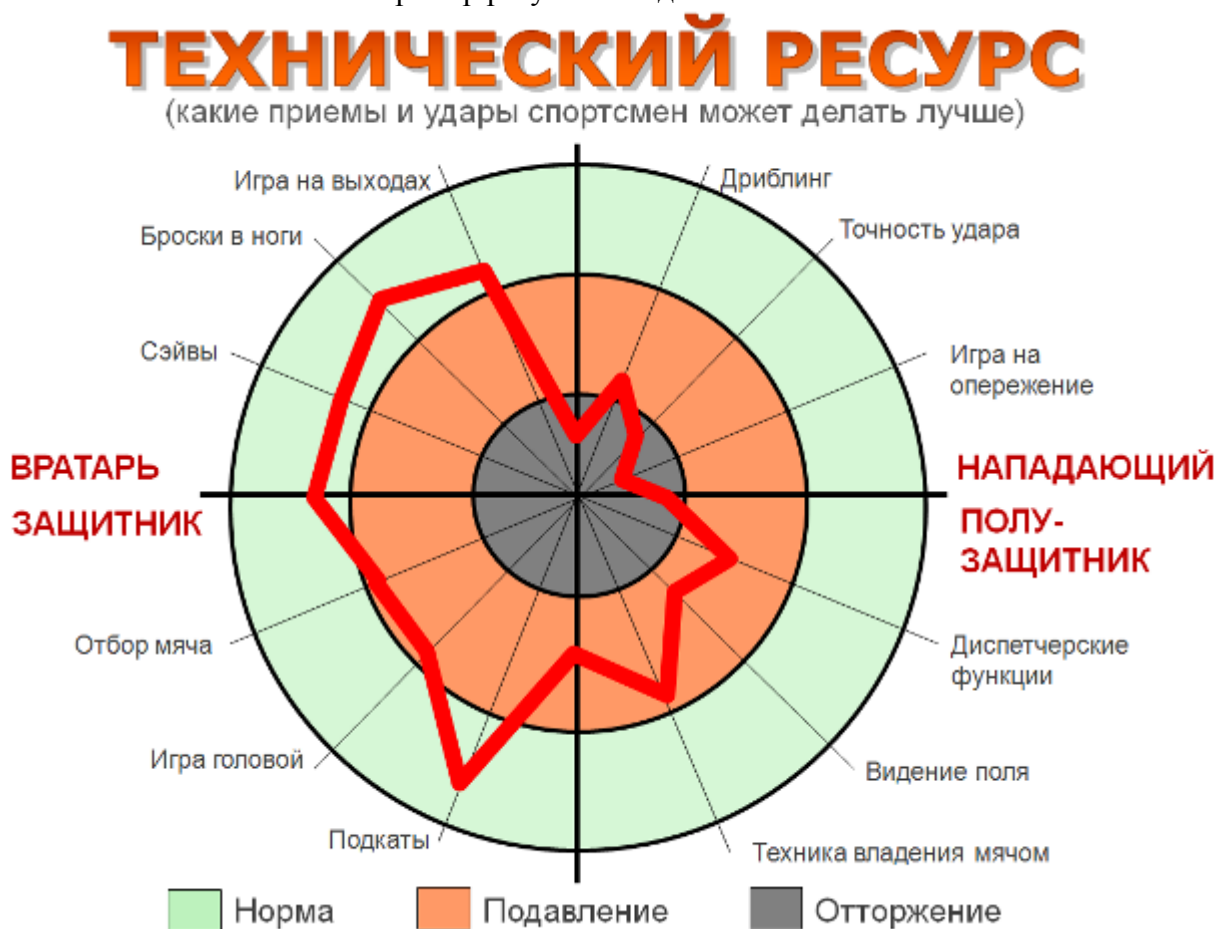 ТЕХНИЧЕСКИЙ РЕСУРС
(какие приемы и удары спортсмен может делать лучше)
Игра на выходах
Дриблинг
Броски в ноги
Точность удара
Сэйвы
Игра на
опережение
ВРАТАРЬ
ЗАЩИТНИК
НАПАДАЮЩИЙ
ПОЛУ-
ЗАЩИТНИК
Отбор мяча
Диспетчерские
функции
Игра головой
Видение поля
Подкаты
Техника владения мячом
Норма
Подавление
Отторжение